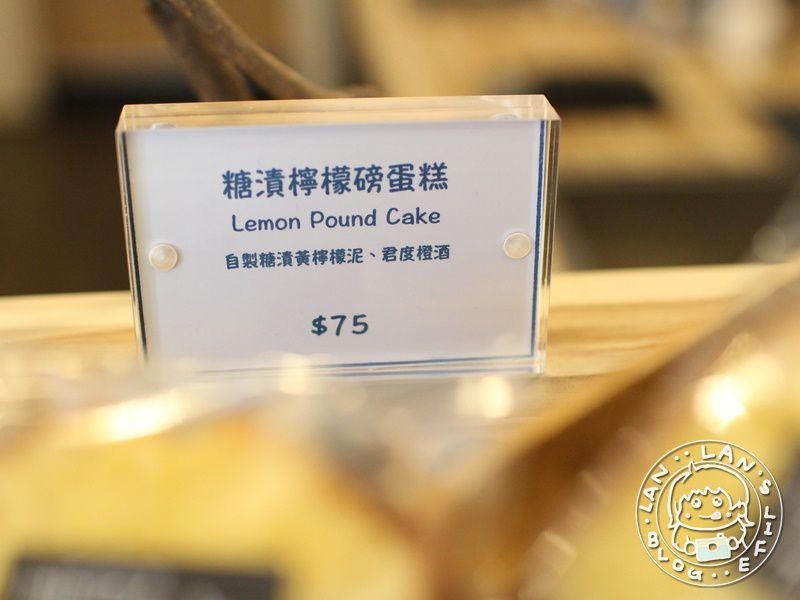 糖漬檸檬磅蛋糕
Lemon Pound Cake
自製糖漬黃檸檬泥、君度橙酒
$75
LAN LAN'S LIFE BLOG